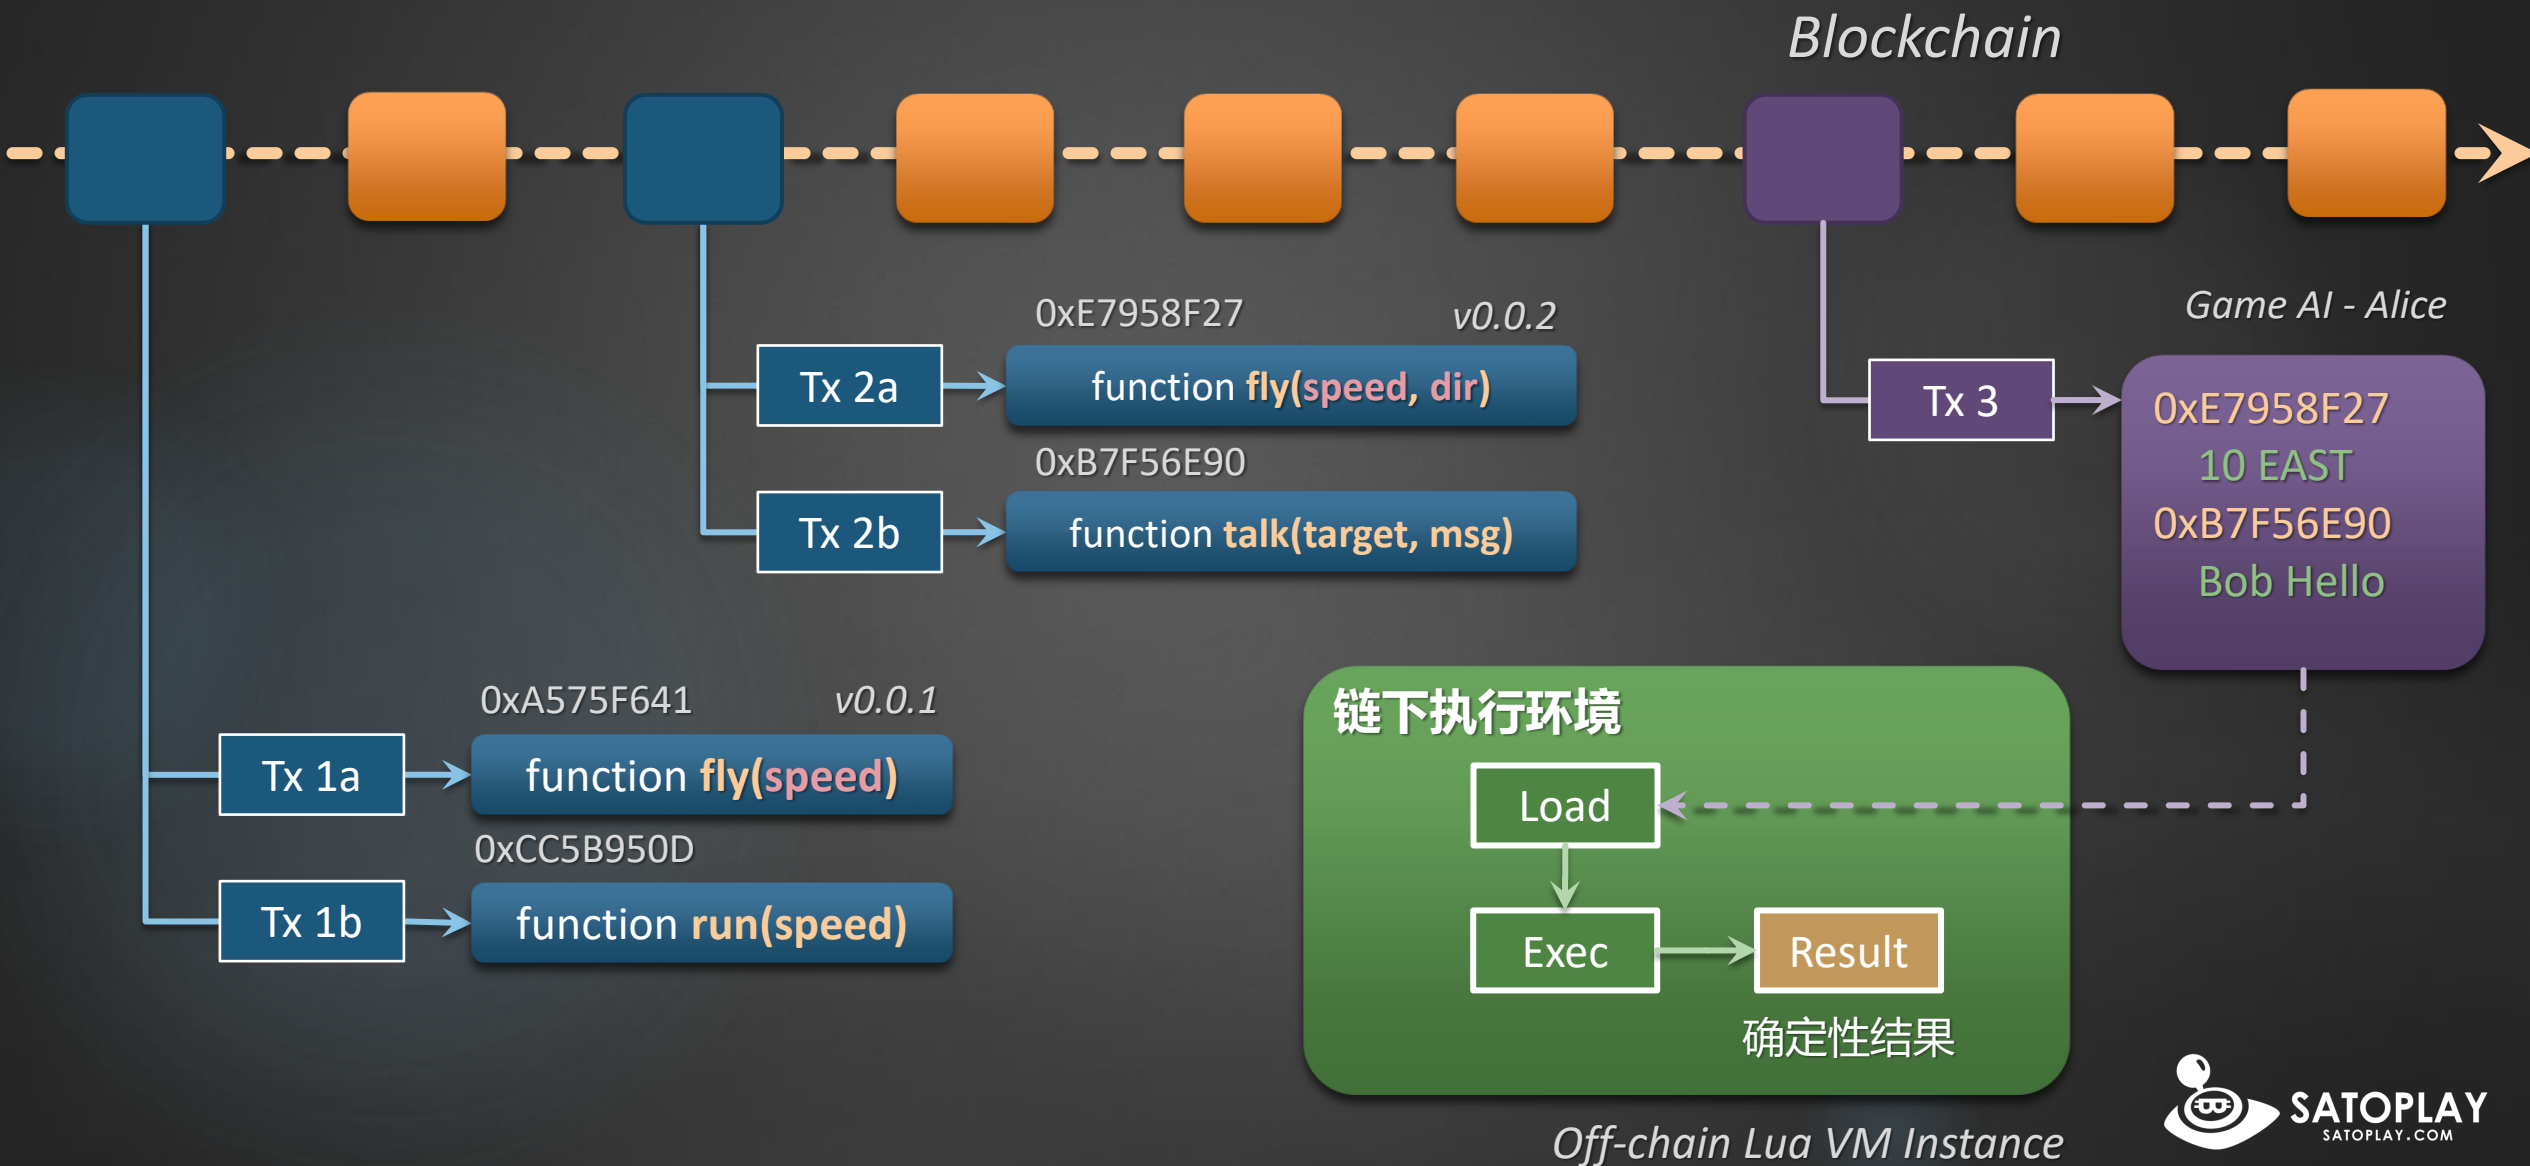 Blockchain
0xE7958F27
v0.0.2
Tx 2a
function fly(speed, dir)
0xB7F56E90
Tx 2b
function talk(target, msg)
Game AI - Alice
Tx 3
0xE7958F27
10 EAST
0xB7F56E90
Bob Hello
0xA575F641
v0.0.1
Tx 1a
function fly(speed)
0xCC5B950D
Tx 1b
function run(speed)
链下执行环境
Load
Exec
Result
确定性结果
Off-chain Lua VM Instance
SATOPLAY
SATOPLAY.COM